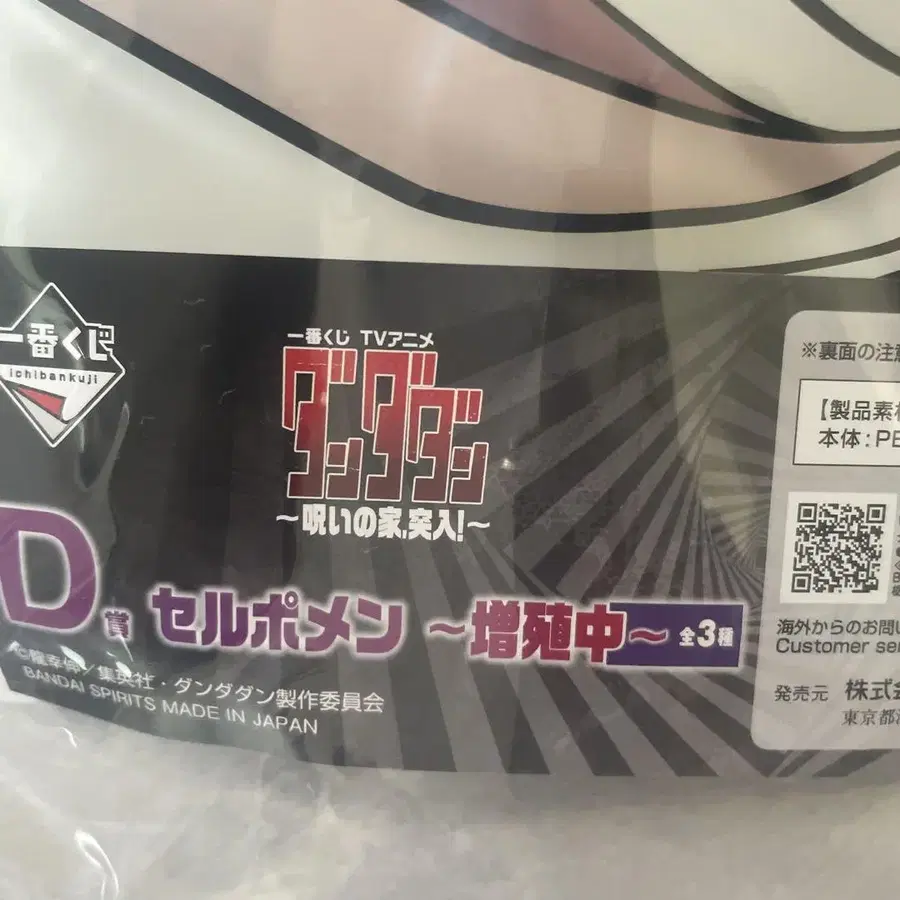 一番くじ
ichibankuji
一番くじ TVアニメ
ダンダダン
～呪いの家、突入!～
D賞 セルポメン ～増殖中～ 全3種
龍幸伸/集英社・ダンダダン製作委員会
BANDAI SPIRITS MADE IN JAPAN
※裏面の注意
【製品素材
本体:PE
海外からのお問い
Customer ser
発売元 株式会
東京都港